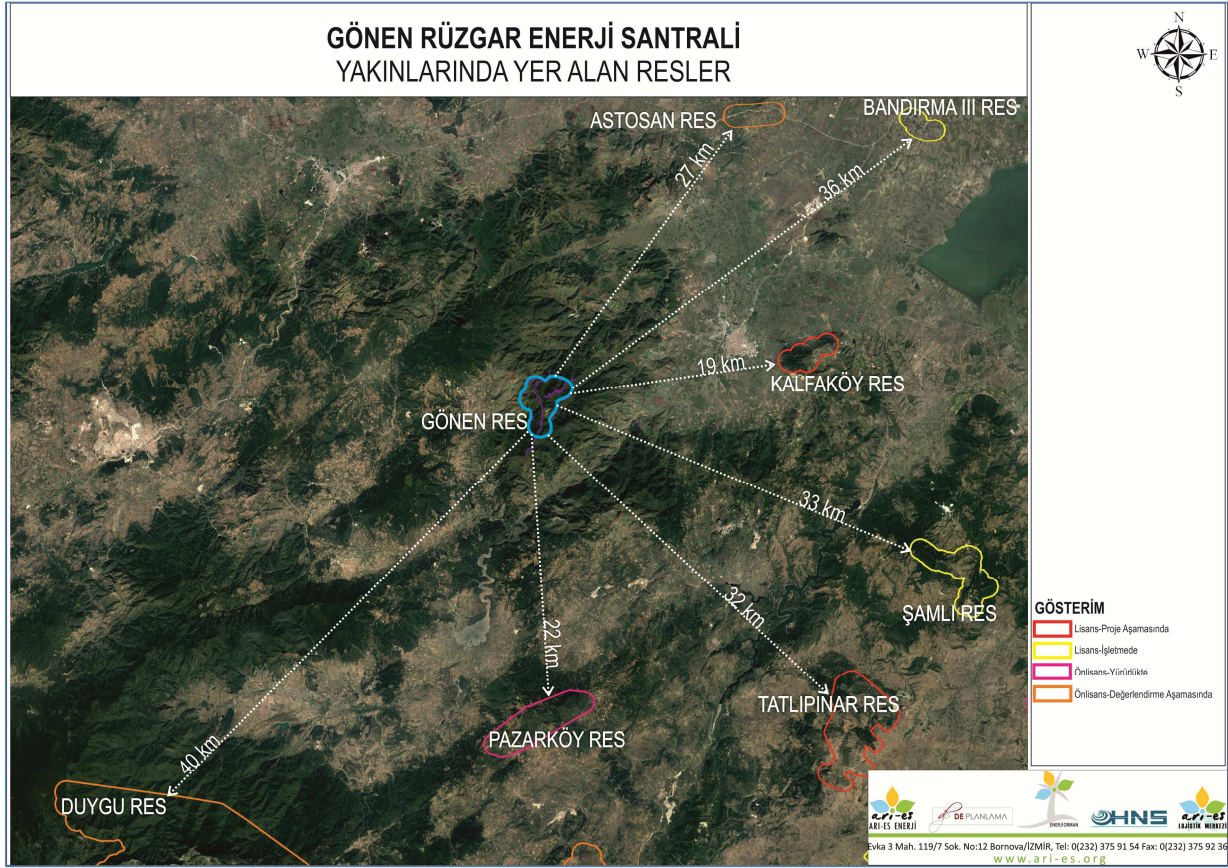 GÖNEN RÜZGAR ENERJİ SANTRALİ
YAKINLARINDA YER ALAN RESLER
N
W E
S
ASTOSAN RES
BANDIRMA III RES
27 km
36 km
19 km
KALFAKÖY RES
GÖNEN RES
33 km
ŞAMLI RES
32 km
22 km
TATLIPINAR RES
PAZARKÖY RES
40 km
DUYGU RES
GÖSTERİM
Lisans-Proje Aşamasında
Lisans-İşletmede
Önlisans-Yürürlükte
Önlisans-Değerlendirme Aşamasında
arı-es
ARI-ES ENERJİ
DE PLANLAMA
ENERJİ ORMAN
HNS
arı-es
LOJİSTİK MERKEZİ
Evka 3 Mah. 119/7 Sok. No:12 Bornova/İZMİR, Tel: 0(232) 375 91 54 Fax: 0(232) 375 92 36
www.ari-es.org